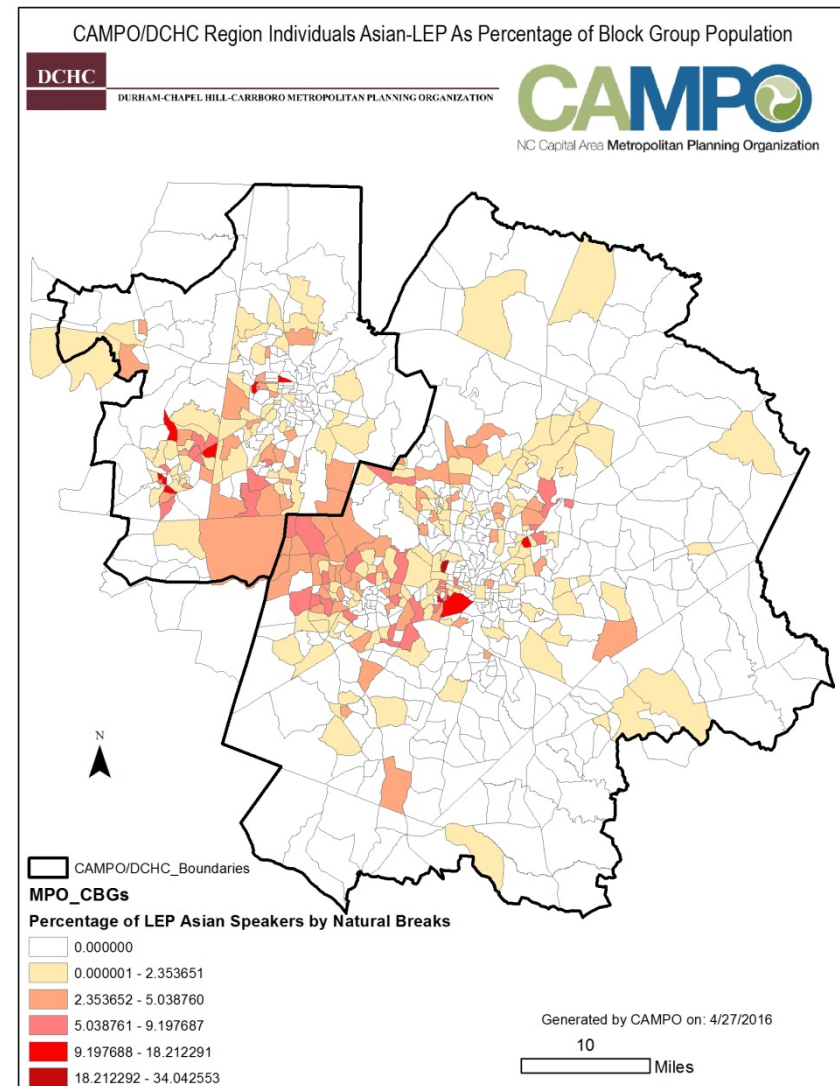 CAMPO/DCHC Region Individuals Asian-LEP As Percentage of Block Group Population
DCHC
DURHAM-CHAPEL HILL-CARRBORO METROPOLITAN PLANNING ORGANIZATION
CAMPO
NC Capital Area Metropolitan Planning Organization
N
CAMPO/DCHC_Boundaries
MPO_CBGs
Percentage of LEP Asian Speakers by Natural Breaks
0.000000
0.000001 - 2.353651
2.353652 - 5.038760
5.038761 - 9.197687
9.197688 - 18.212291
18.212292 - 34.042553
Generated by CAMPO on: 4/27/2016
10
Miles